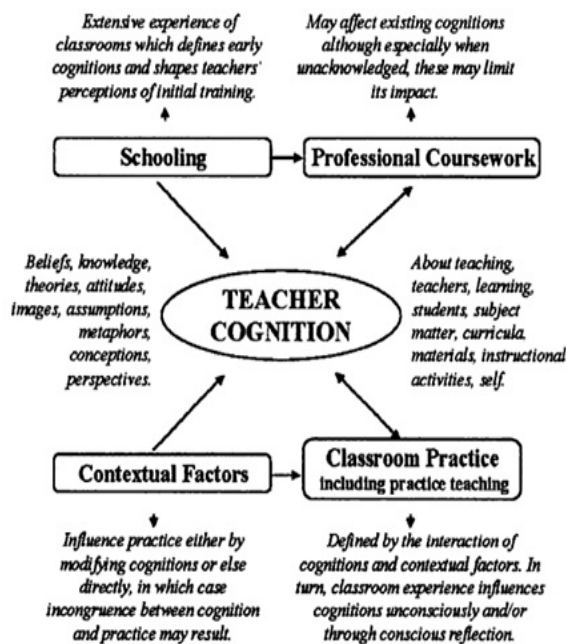 Extensive experience of
classrooms which defines early
cognitions and shapes teachers'
perceptions of initial training.
May affect existing cognitions
although especially when
unacknowledged, these may limit
its impact.
Schooling
Professional Coursework
Beliefs, knowledge,
theories, attitudes,
images, assumptions,
metaphors,
conceptions,
perspectives.
TEACHER
COGNITION
About teaching,
teachers, learning,
students, subject
matter, curricula.
materials, instructional
activities, self.
Contextual Factors
Classroom Practice
including practice teaching
Influence practice either by
modifying cognitions or else
directly, in which case
incongruence between cognition
and practice may result.
Defined by the interaction of
cognitions and contextual factors. In
turn, classroom experience influences
cognitions unconsciously and/or
through conscious reflection.